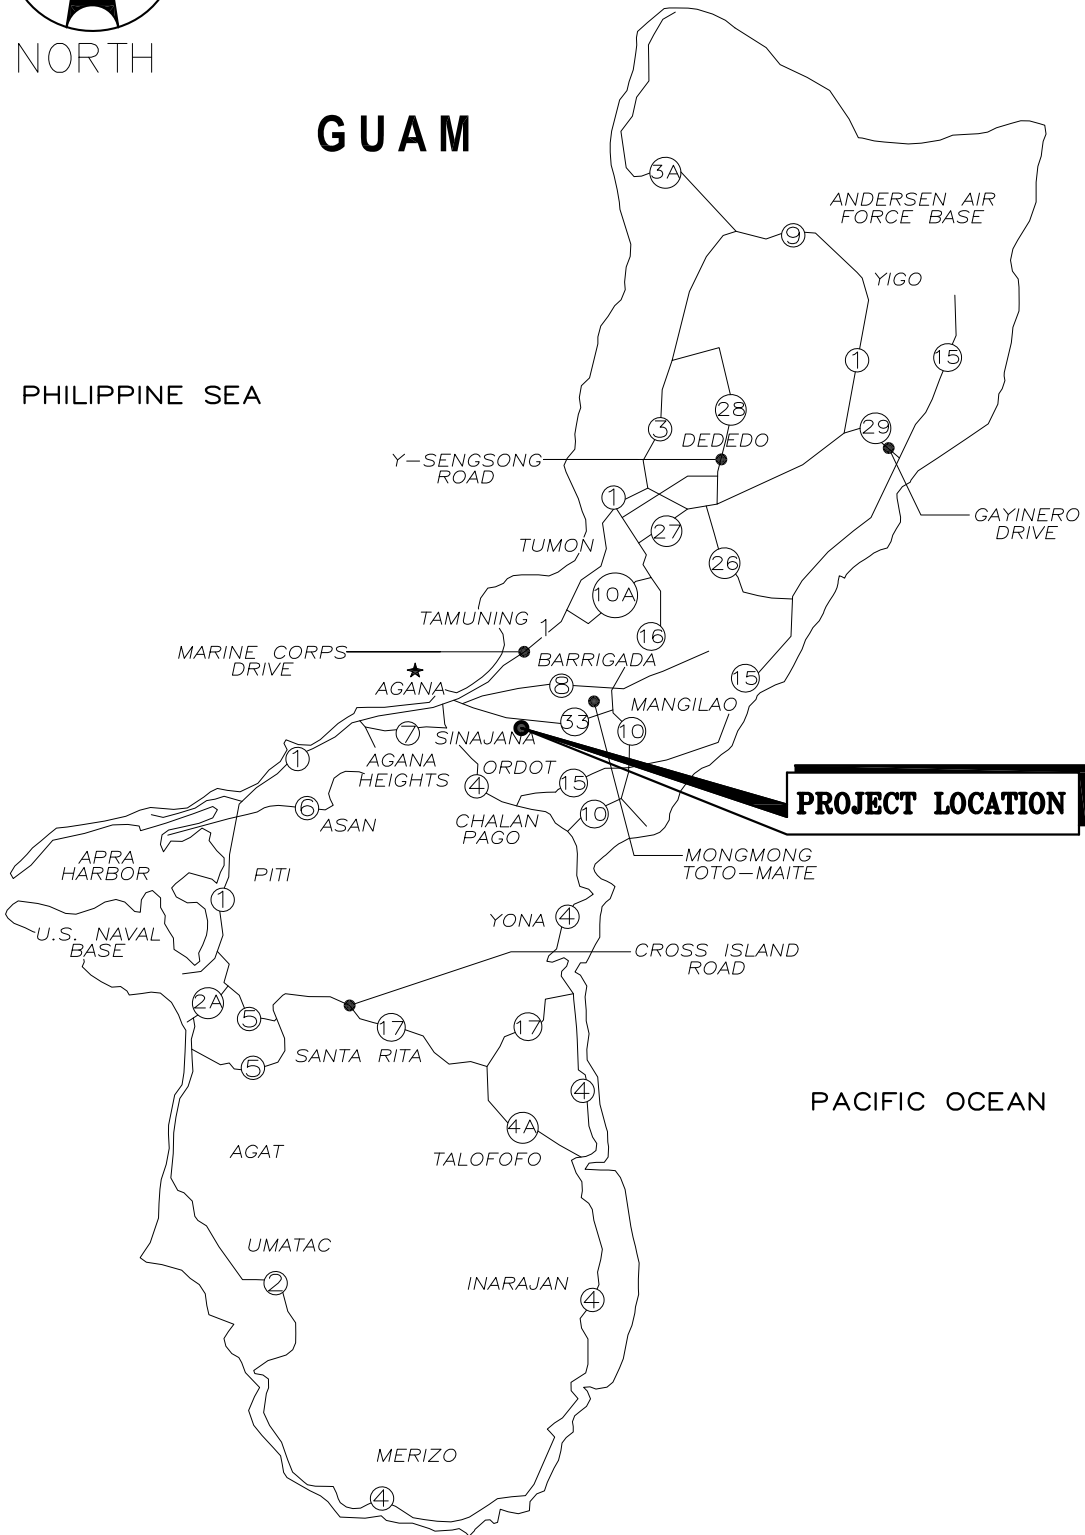 NORTH
GUAM
3A
ANDERSEN AIR
FORCE BASE
9
YIGO
1
15
PHILIPPINE SEA
28
3
29
DEDEDO
Y-SENGSONG
ROAD
1
GAYINERO
DRIVE
27
TUMON
26
10A
TAMUNING
1
16
MARINE CORPS
DRIVE
BARRIGADA
15
AGANA
8
MANGILAO
33
10
7
SINAJANA
1
AGANA
HEIGHTS
ORDOT
4
15
PROJECT LOCATION
6
ASAN
CHALAN
PAGO
10
APRA
HARBOR
PITI
MONGMONG
TOTO-MAITE
1
YONA
4
U.S. NAVAL
BASE
CROSS ISLAND
ROAD
2A
5
17
17
SANTA RITA
5
4
PACIFIC OCEAN
4A
AGAT
TALOFOFO
UMATAC
2
INARAJAN
4
MERIZO
4